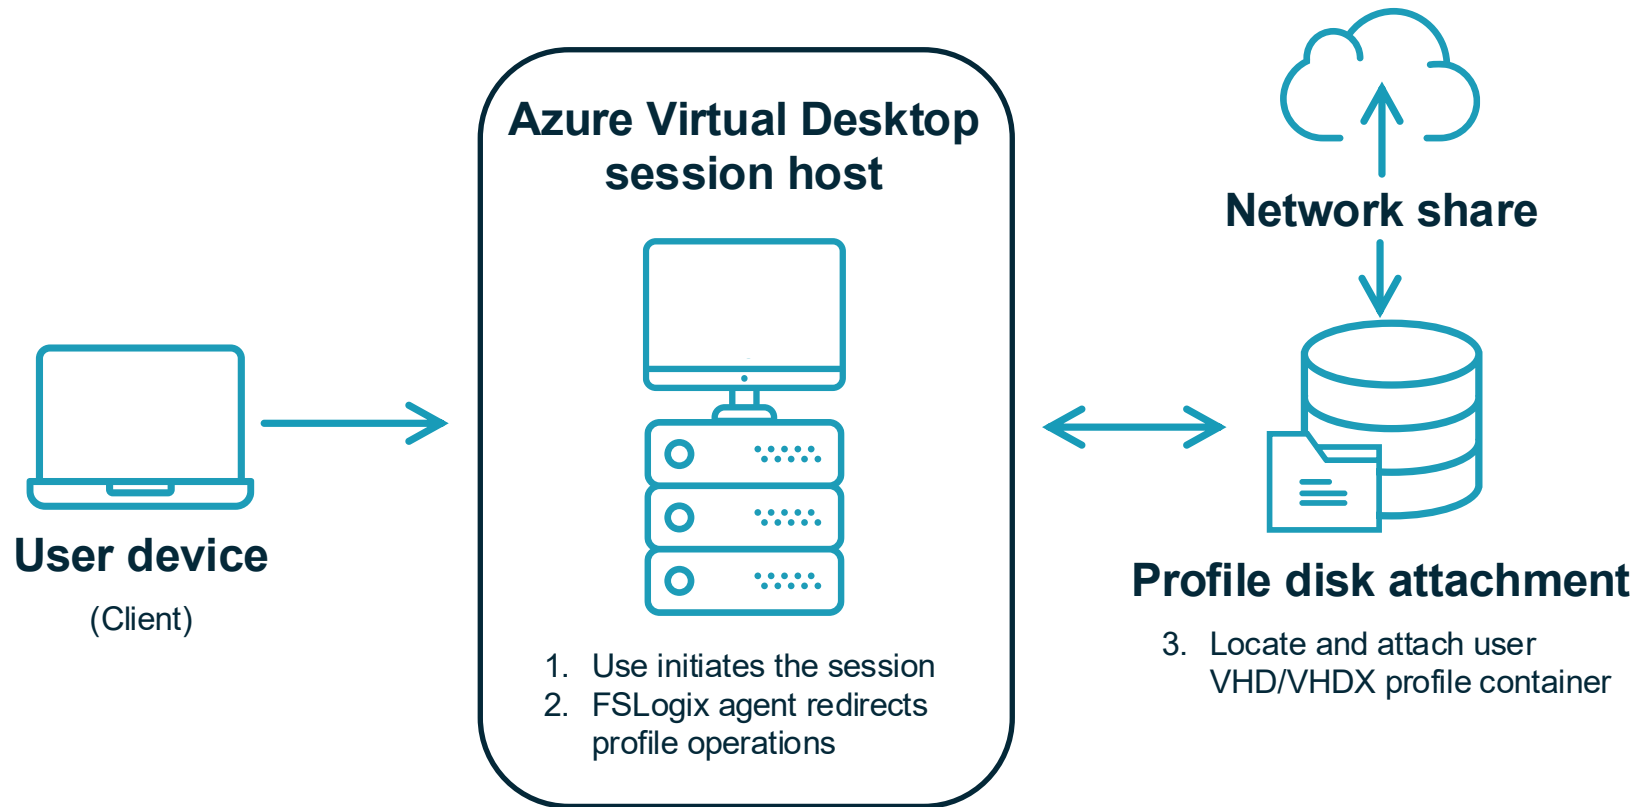 Azure Virtual Desktop
session host
Network share
User device
(Client)
Profile disk attachment
1. Use initiates the session
2. FSLogix agent redirects
profile operations
3. Locate and attach user
VHD/VHDX profile container